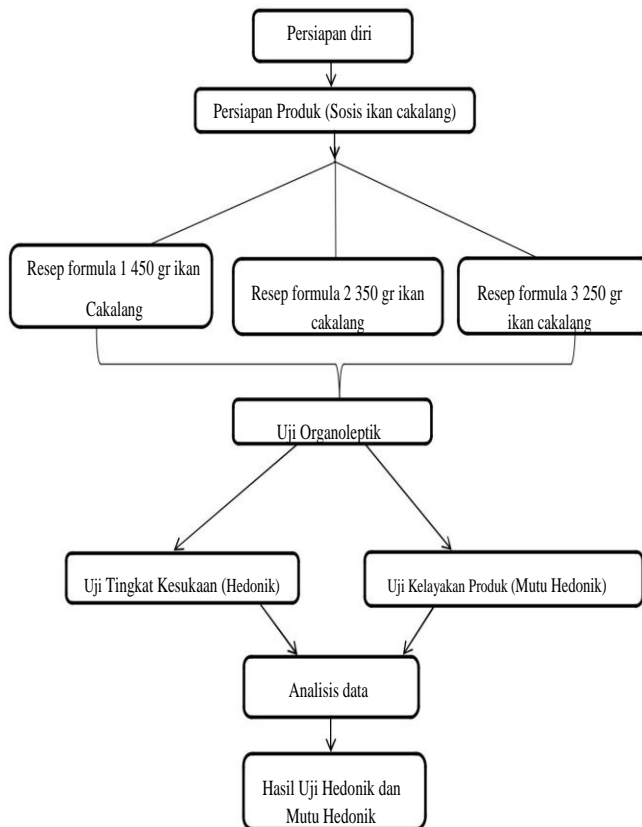 Persiapan diri
Persiapan Produk (Sosis ikan cakalang)
Resep formula 1 450 gr ikan
Cakalang
Resep formula 2 350 gr ikan
cakalang
Resep formula 3 250 gr
ikan cakalang
Uji Organoleptik
Uji Tingkat Kesukaan (Hedonik)
Uji Kelayakan Produk (Mutu Hedonik)
Analisis data
Hasil Uji Hedonik dan
Mutu Hedonik